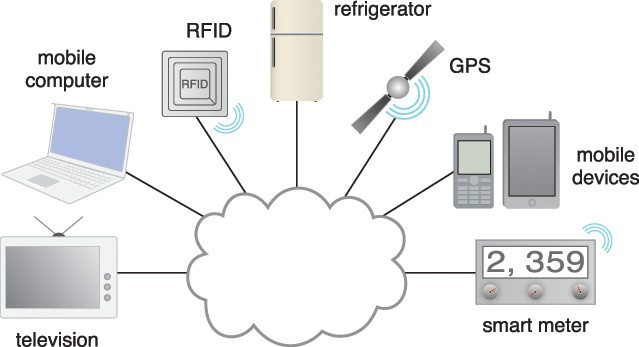 refrigerator
RFID
mobile
computer
RFID
GPS
mobile
devices
2, 359
television
smart meter